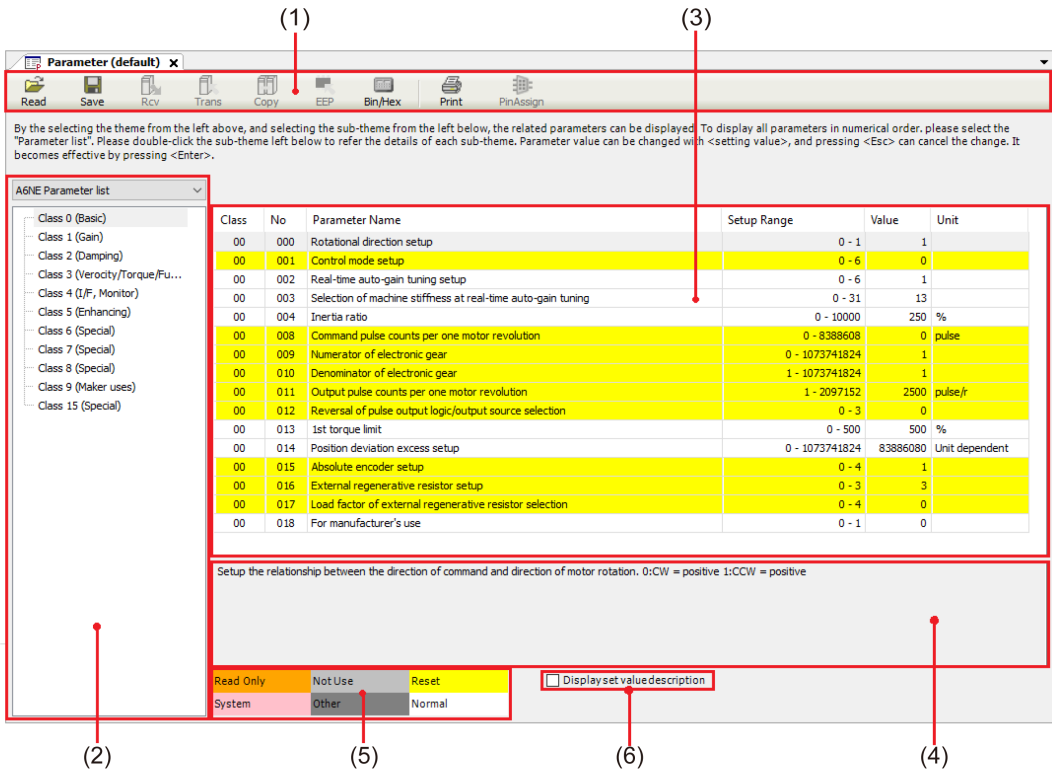 (1)
(3)
Parameter (default) x
Read Save Rcv Trans Copy EEP Bin/Hex Print PinAssign
By the selecting the theme from the left above, and selecting the sub-theme from the left below, the related parameters can be displayed. To display all parameters in numerical order. please select the
"Parameter list". Please double-click the sub-theme left below to refer the details of each sub-theme. Parameter value can be changed with <setting value>, and pressing <Esc> can cancel the change. It
becomes effective by pressing <Enter>.
A6NE Parameter list
Class 0 (Basic)
Class 1 (Gain)
Class 2 (Damping)
Class 3 (Verocity/Torque/Fu...
Class 4 (I/F, Monitor)
Class 5 (Enhancing)
Class 6 (Special)
Class 7 (Special)
Class 8 (Special)
Class 9 (Maker uses)
Class 15 (Special)
Class No Parameter Name Setup Range Value Unit
00 000 Rotational direction setup 0 - 1 1
00 001 Control mode setup 0 - 6 0
00 002 Real-time auto-gain tuning setup 0 - 6 1
00 003 Selection of machine stiffness at real-time auto-gain tuning 0 - 31 13
00 004 Inertia ratio 0 - 10000 250 %
00 008 Command pulse counts per one motor revolution 0 - 8388608 0 pulse
00 009 Numerator of electronic gear 0 - 1073741824 1
00 010 Denominator of electronic gear 1 - 1073741824 1
00 011 Output pulse counts per one motor revolution 1 - 2097152 2500 pulse/r
00 012 Reversal of pulse output logic/output source selection 0 - 3 0
00 013 1st torque limit 0 - 500 500 %
00 014 Position deviation excess setup 0 - 1073741824 83886080 Unit dependent
00 015 Absolute encoder setup 0 - 4 1
00 016 External regenerative resistor setup 0 - 3 3
00 017 Load factor of external regenerative resistor selection 0 - 4 0
00 018 For manufacturer's use 0 - 1 0
Setup the relationship between the direction of command and direction of motor rotation. 0:CW = positive 1:CCW = positive
Read Only Not Use Reset
System Other Normal
Display set value description
(2)
(5)
(6)
(4)